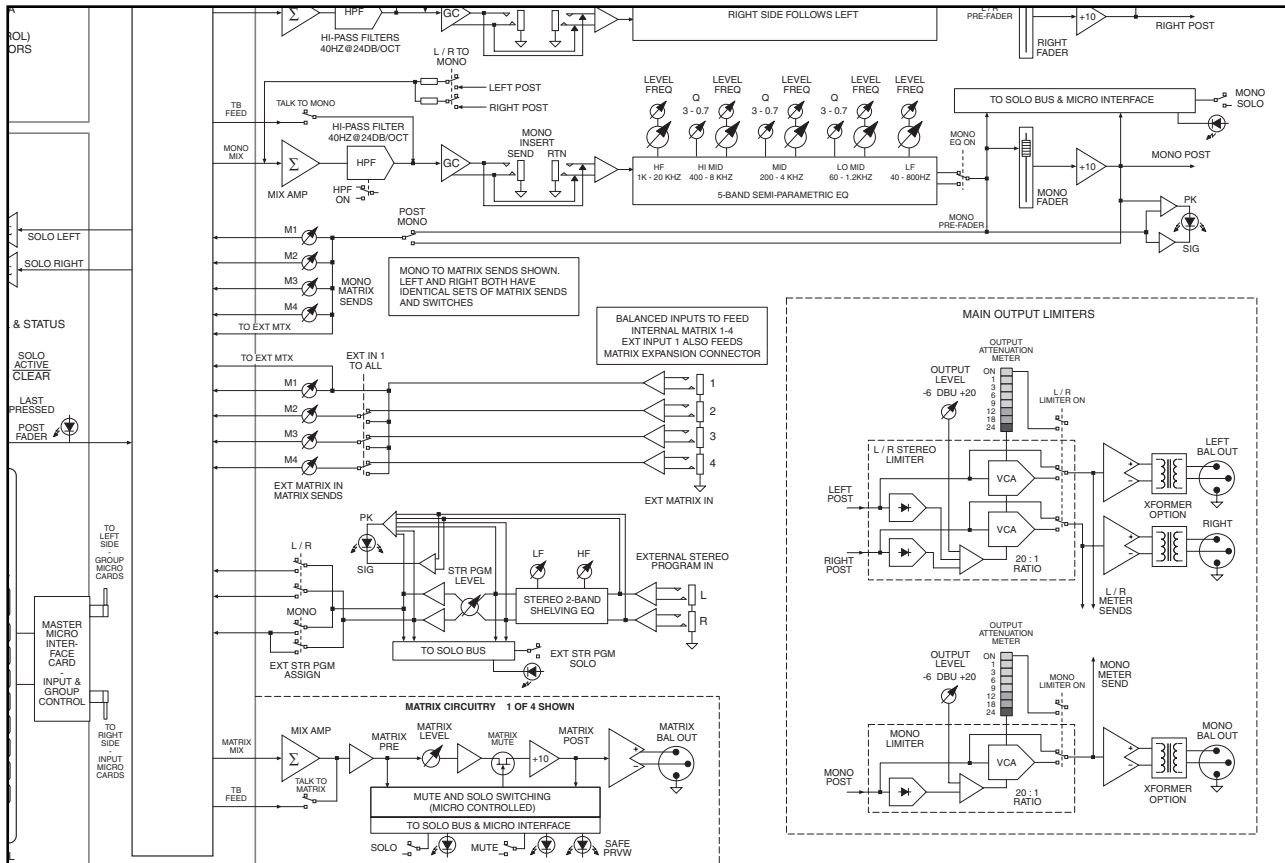 ROL)
ORS
HPF
HI-PASS FILTERS
40HZ@24DB/OCT
Σ
GC
RIGHT SIDE FOLLOWS LEFT
L / R
PRE-FADER
+10
RIGHT POST
RIGHT
FADER
L / R TO
MONO
LEFT POST
RIGHT POST
TB
FEED
TALK TO MONO
HI-PASS FILTER
40HZ@24DB/OCT
MONO
MIX
Σ
MIX AMP
HPF
HPF
ON
GC
MONO
INSERT
SEND RTN
LEVEL
FREQ
Q
3 - 0.7
LEVEL
FREQ
Q
3 - 0.7
LEVEL
FREQ
Q
3 - 0.7
LEVEL
FREQ
LEVEL
FREQ
HF
1K - 20 KHZ
HI MID
400 - 8 KHZ
MID
200 - 4 KHZ
LO MID
60 - 1.2KHZ
LF
40 - 800HZ
5-BAND SEMI-PARAMETRIC EQ
MONO
EQ ON
TO SOLO BUS & MICRO INTERFACE
MONO
SOLO
MONO
FADER
+10
MONO POST
MONO
PRE-FADER
PK
SIG
POST
MONO
SOLO LEFT
SOLO RIGHT
M1
M2
M3
M4
MONO
MATRIX
SENDS
TO EXT MTX
MONO TO MATRIX SENDS SHOWN.
LEFT AND RIGHT BOTH HAVE
IDENTICAL SETS OF MATRIX SENDS
AND SWITCHES
BALANCED INPUTS TO FEED
INTERNAL MATRIX 1-4
EXT INPUT 1 ALSO FEEDS
MATRIX EXPANSION CONNECTOR
& STATUS
SOLO
ACTIVE
CLEAR
LAST
PRESSED
POST
FADER
TO EXT MTX
EXT IN 1
TO ALL
M1
M2
M3
M4
1
2
3
4
EXT MATRIX IN
MATRIX SENDS
EXT MATRIX IN
PK
SIG
L / R
MONO
EXT STR PGM
ASSIGN
STR PGM
LEVEL
LF
HF
STEREO 2-BAND
SHELVING EQ
EXTERNAL STEREO
PROGRAM IN
L
R
TO SOLO BUS
EXT STR PGM
SOLO
TO
LEFT
SIDE
-
GROUP
MICRO
CARDS
MASTER
MICRO
INTER-
FACE
CARD
-
INPUT &
GROUP
CONTROL
TO
RIGHT
SIDE
-
INPUT
MICRO
CARDS
MATRIX CIRCUITRY 1 OF 4 SHOWN
MATRIX
MIX
MIX AMP
Σ
MATRIX
PRE
MATRIX
LEVEL
MATRIX
MUTE
+10
MATRIX
POST
MATRIX
BAL OUT
+
−
TB
FEED
TALK TO
MATRIX
MUTE AND SOLO SWITCHING
(MICRO CONTROLLED)
TO SOLO BUS & MICRO INTERFACE
SOLO
MUTE
SAFE
PRVW
MAIN OUTPUT LIMITERS
OUTPUT
ATTENUATION
METER
OUTPUT
LEVEL
-6 DBU +20
ON
1
3
6
9
12
18
24
L / R
LIMITER ON
L / R STEREO
LIMITER
VCA
VCA
LEFT
POST
RIGHT
POST
20 : 1
RATIO
+
−
+
−
LEFT
BAL OUT
XFORMER
OPTION
RIGHT
L / R
METER
SENDS
OUTPUT
ATTENUATION
METER
OUTPUT
LEVEL
-6 DBU +20
ON
1
3
6
9
12
18
24
MONO
LIMITER ON
MONO
METER
SEND
MONO
LIMITER
VCA
MONO
POST
20 : 1
RATIO
+
−
MONO
BAL OUT
XFORMER
OPTION